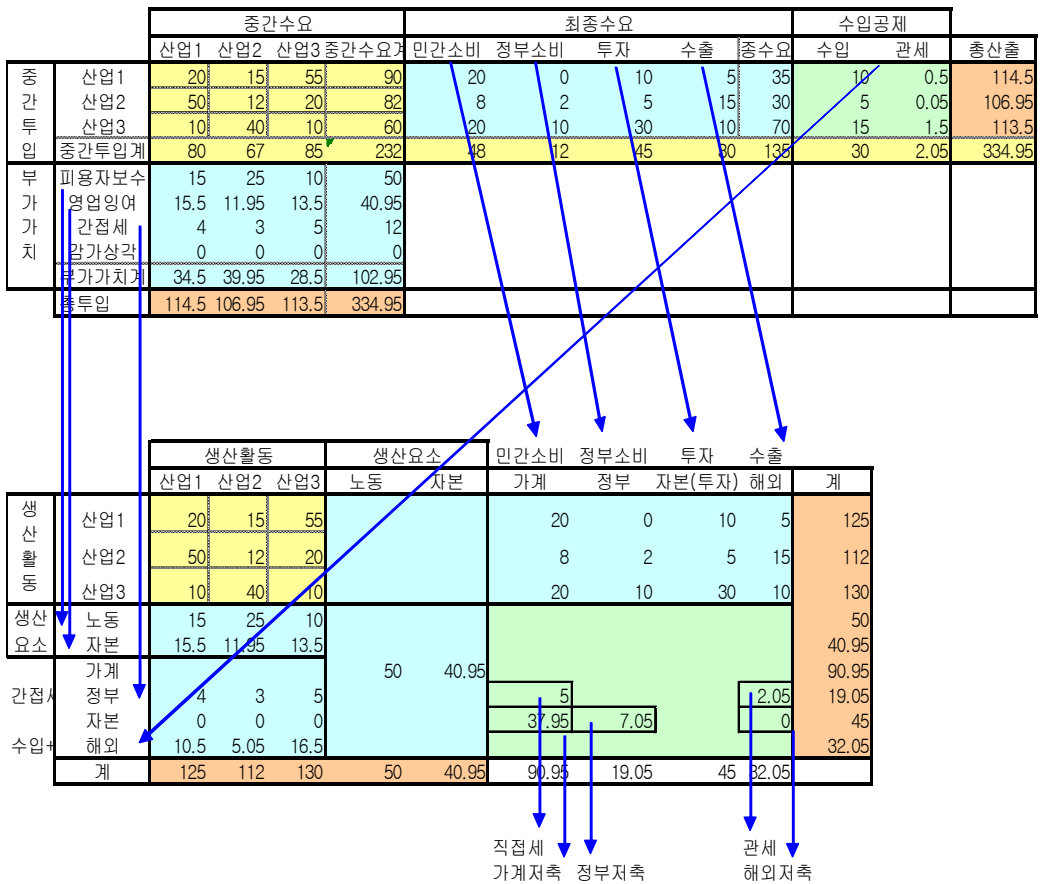 중간수요 최종수요 수입공제
산업1 산업2 산업3 중간수요계 민간소비 정부소비 투자 수출 종수요 수입 관세 총산출
중 산업1 20 15 55 90 20 0 10 5 35 10 0.5 114.5
간 산업2 50 12 20 82 8 2 5 15 30 5 0.05 106.95
투 산업3 10 40 10 60 20 10 30 10 70 15 1.5 113.5
입 중간투입계 80 67 85 232 48 12 45 30 135 30 2.05 334.95
부 피용자보수 15 25 10 50
가 영업잉여 15.5 11.95 13.5 40.95
가 간접세 4 3 5 12
치 감가상각 0 0 0 0
부가가치계 34.5 39.95 28.5 102.95
총투입 114.5 106.95 113.5 334.95
생산활동 생산요소 민간소비 정부소비 투자 수출
산업1 산업2 산업3 노동 자본 가계 정부 자본(투자) 해외 계
생
산업1 20 15 55 20 0 10 5 125
산
활 산업2 50 12 20 8 2 5 15 112
동
산업3 10 40 10 20 10 30 10 130
생산 노동 15 25 10 50
요소 자본 15.5 11.95 13.5 40.95
가계 50 40.95 90.95
간접세 정부 4 3 5 5 2.05 19.05
자본 0 0 0 37.95 7.05 0 45
수입+ 해외 10.5 5.05 16.5 32.05
계 125 112 130 50 40.95 90.95 19.05 45 32.05
직접세 관세
가계저축 정부저축 해외저축